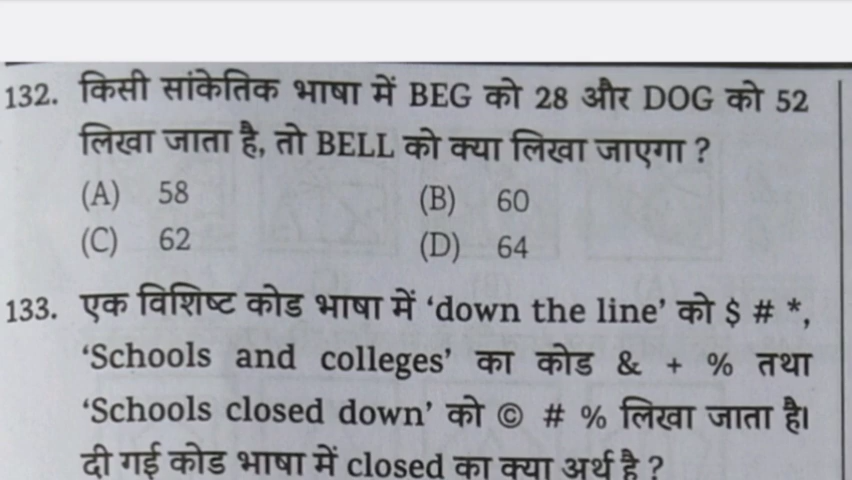 132. किसी सांकेतिक भाषा में BEG को 28 और DOG को 52
लिखा जाता है, तो BELL को क्या लिखा जाएगा ?
(A) 58 (B) 60
(C) 62 (D) 64
133. एक विशिष्ट कोड भाषा में ‘down the line’ को $ # *,
‘Schools and colleges’ का कोड & + % तथा
‘Schools closed down’ को © # % लिखा जाता है।
दी गई कोड भाषा में closed का क्या अर्थ है ?